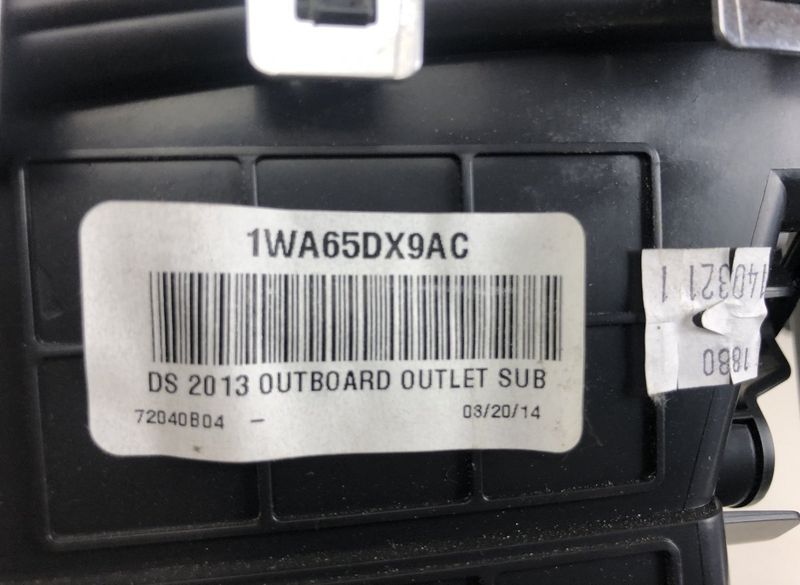 1WA65DX9AC
DS 2013 OUTBOARD OUTLET SUB
72040B04 – 03/20/14
140321 1
1880